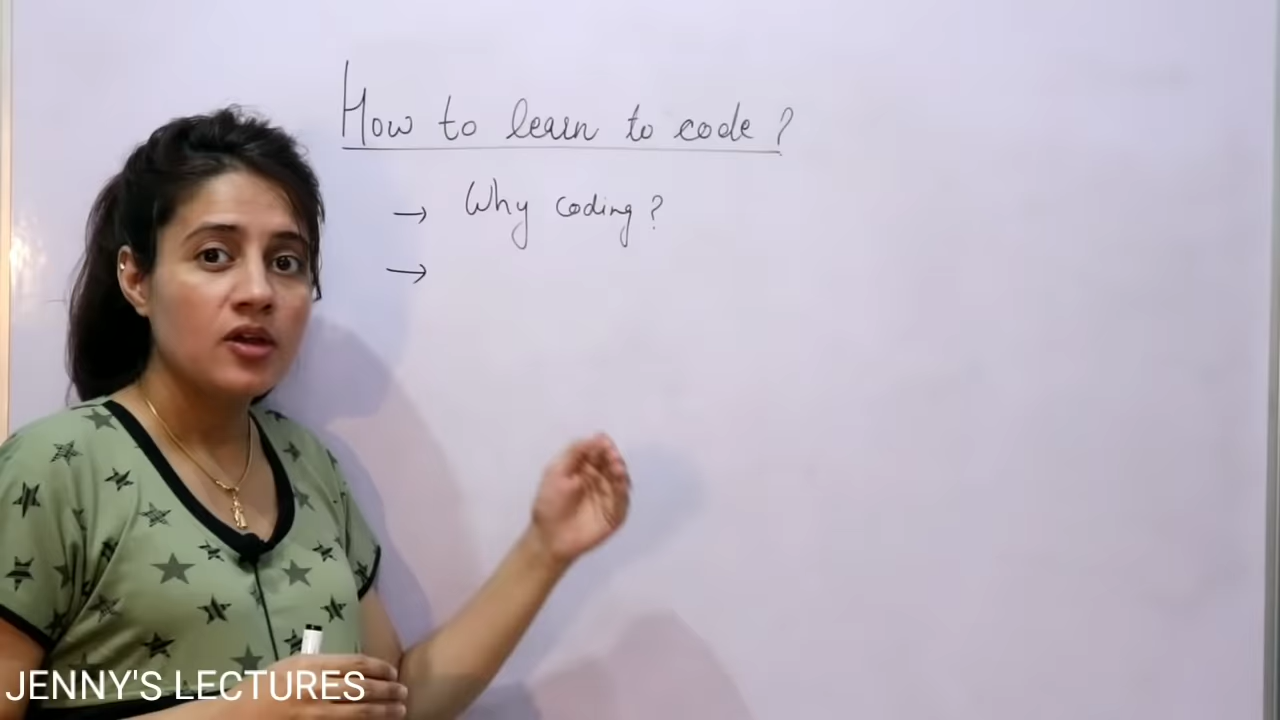 How to learn to code?
→ Why coding?
→
JENNY'S LECTURES